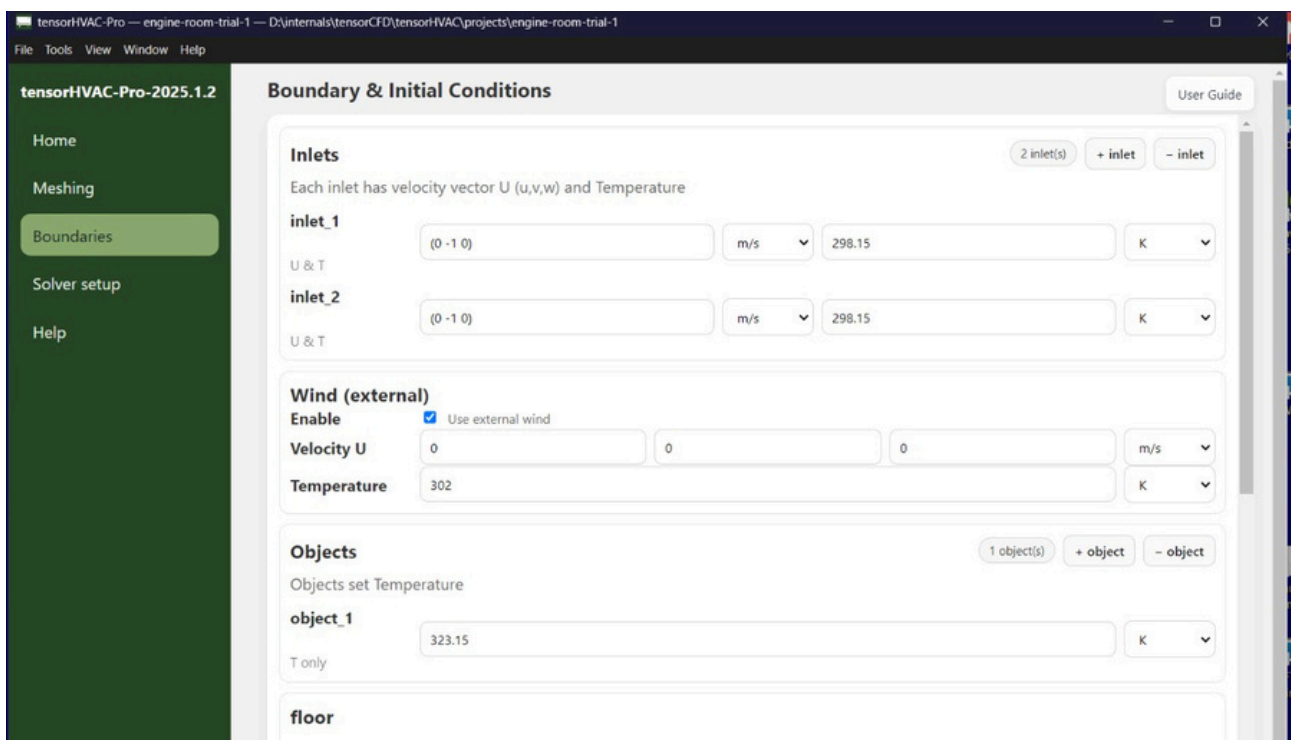 tensorHVAC-Pro — engine-room-trial-1 — D:\internals\tensorCFD\tensorHVAC\projects\engine-room-trial-1
File Tools View Window Help
tensorHVAC-Pro-2025.1.2
Home
Meshing
Boundaries
Solver setup
Help
Boundary & Initial Conditions
User Guide
Inlets
2 inlet(s) + inlet − inlet
Each inlet has velocity vector U (u,v,w) and Temperature
inlet_1
(0 -1 0) m/s 298.15 K
U & T
inlet_2
(0 -1 0) m/s 298.15 K
U & T
Wind (external)
Enable Use external wind
Velocity U 0 0 0 m/s
Temperature 302 K
Objects
1 object(s) + object − object
Objects set Temperature
object_1
323.15 K
T only
floor